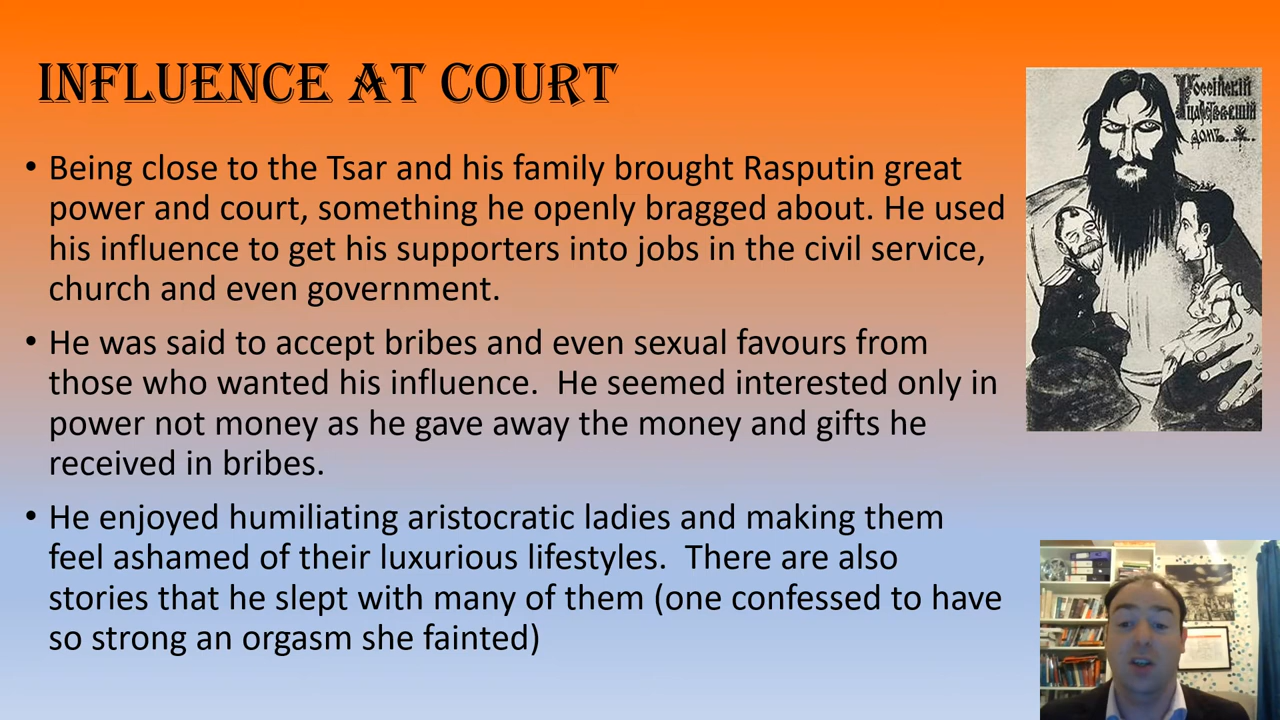 INFLUENCE AT COURT
• Being close to the Tsar and his family brought Rasputin great
power and court, something he openly bragged about. He used
his influence to get his supporters into jobs in the civil service,
church and even government.
• He was said to accept bribes and even sexual favours from
those who wanted his influence.  He seemed interested only in
power not money as he gave away the money and gifts he
received in bribes.
• He enjoyed humiliating aristocratic ladies and making them
feel ashamed of their luxurious lifestyles.  There are also
stories that he slept with many of them (one confessed to have
so strong an orgasm she fainted)
Россiйскiй
Царствовавшiй
домъ